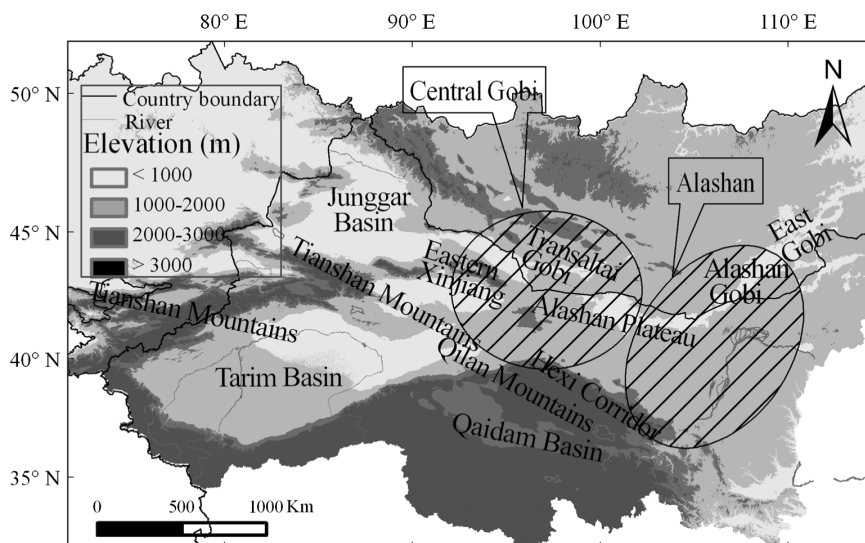 80° E 90° E 100° E 110° E
50° N
45° N
40° N
35° N
N
Country boundary
River
Elevation (m)
< 1000
1000-2000
2000-3000
> 3000
Central Gobi
Alashan
Junggar
Basin
East
Gobi
Transaltai
Gobi
Alashan
Gobi
Eastern
Xinjiang
Tianshan Mountains
Tianshan Mountains
Alashan Plateau
Tarim Basin
Qilan Mountains
Hexi Corridor
Qaidam Basin
0 500 1000 Km